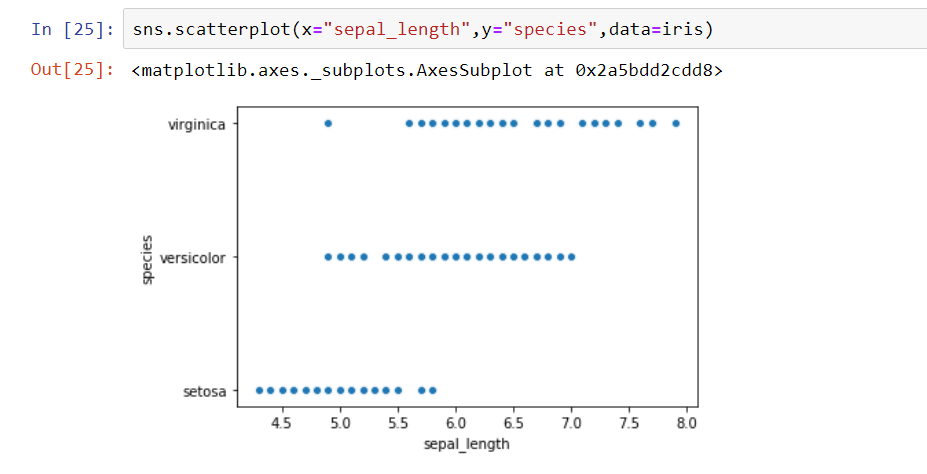 In [25]: sns.scatterplot(x="sepal_length",y="species",data=iris)
Out[25]: <matplotlib.axes._subplots.AxesSubplot at 0x2a5bdd2cdd8>
virginica
species
versicolor
setosa
4.5 5.0 5.5 6.0 6.5 7.0 7.5 8.0
sepal_length